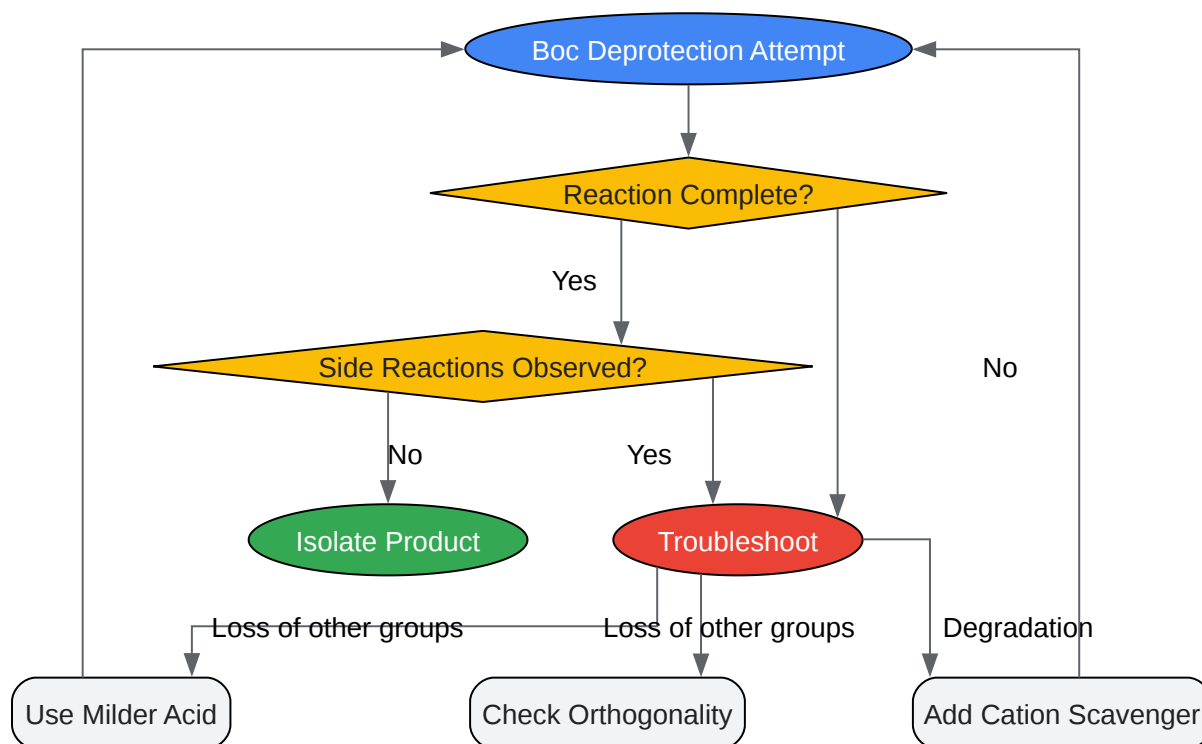 Boc Deprotection Attempt
Reaction Complete?
Yes
Side Reactions Observed?
No
No
Yes
Isolate Product
Troubleshoot
Loss of other groups
Loss of other groups
Degradation
Use Milder Acid
Check Orthogonality
Add Cation Scavenger